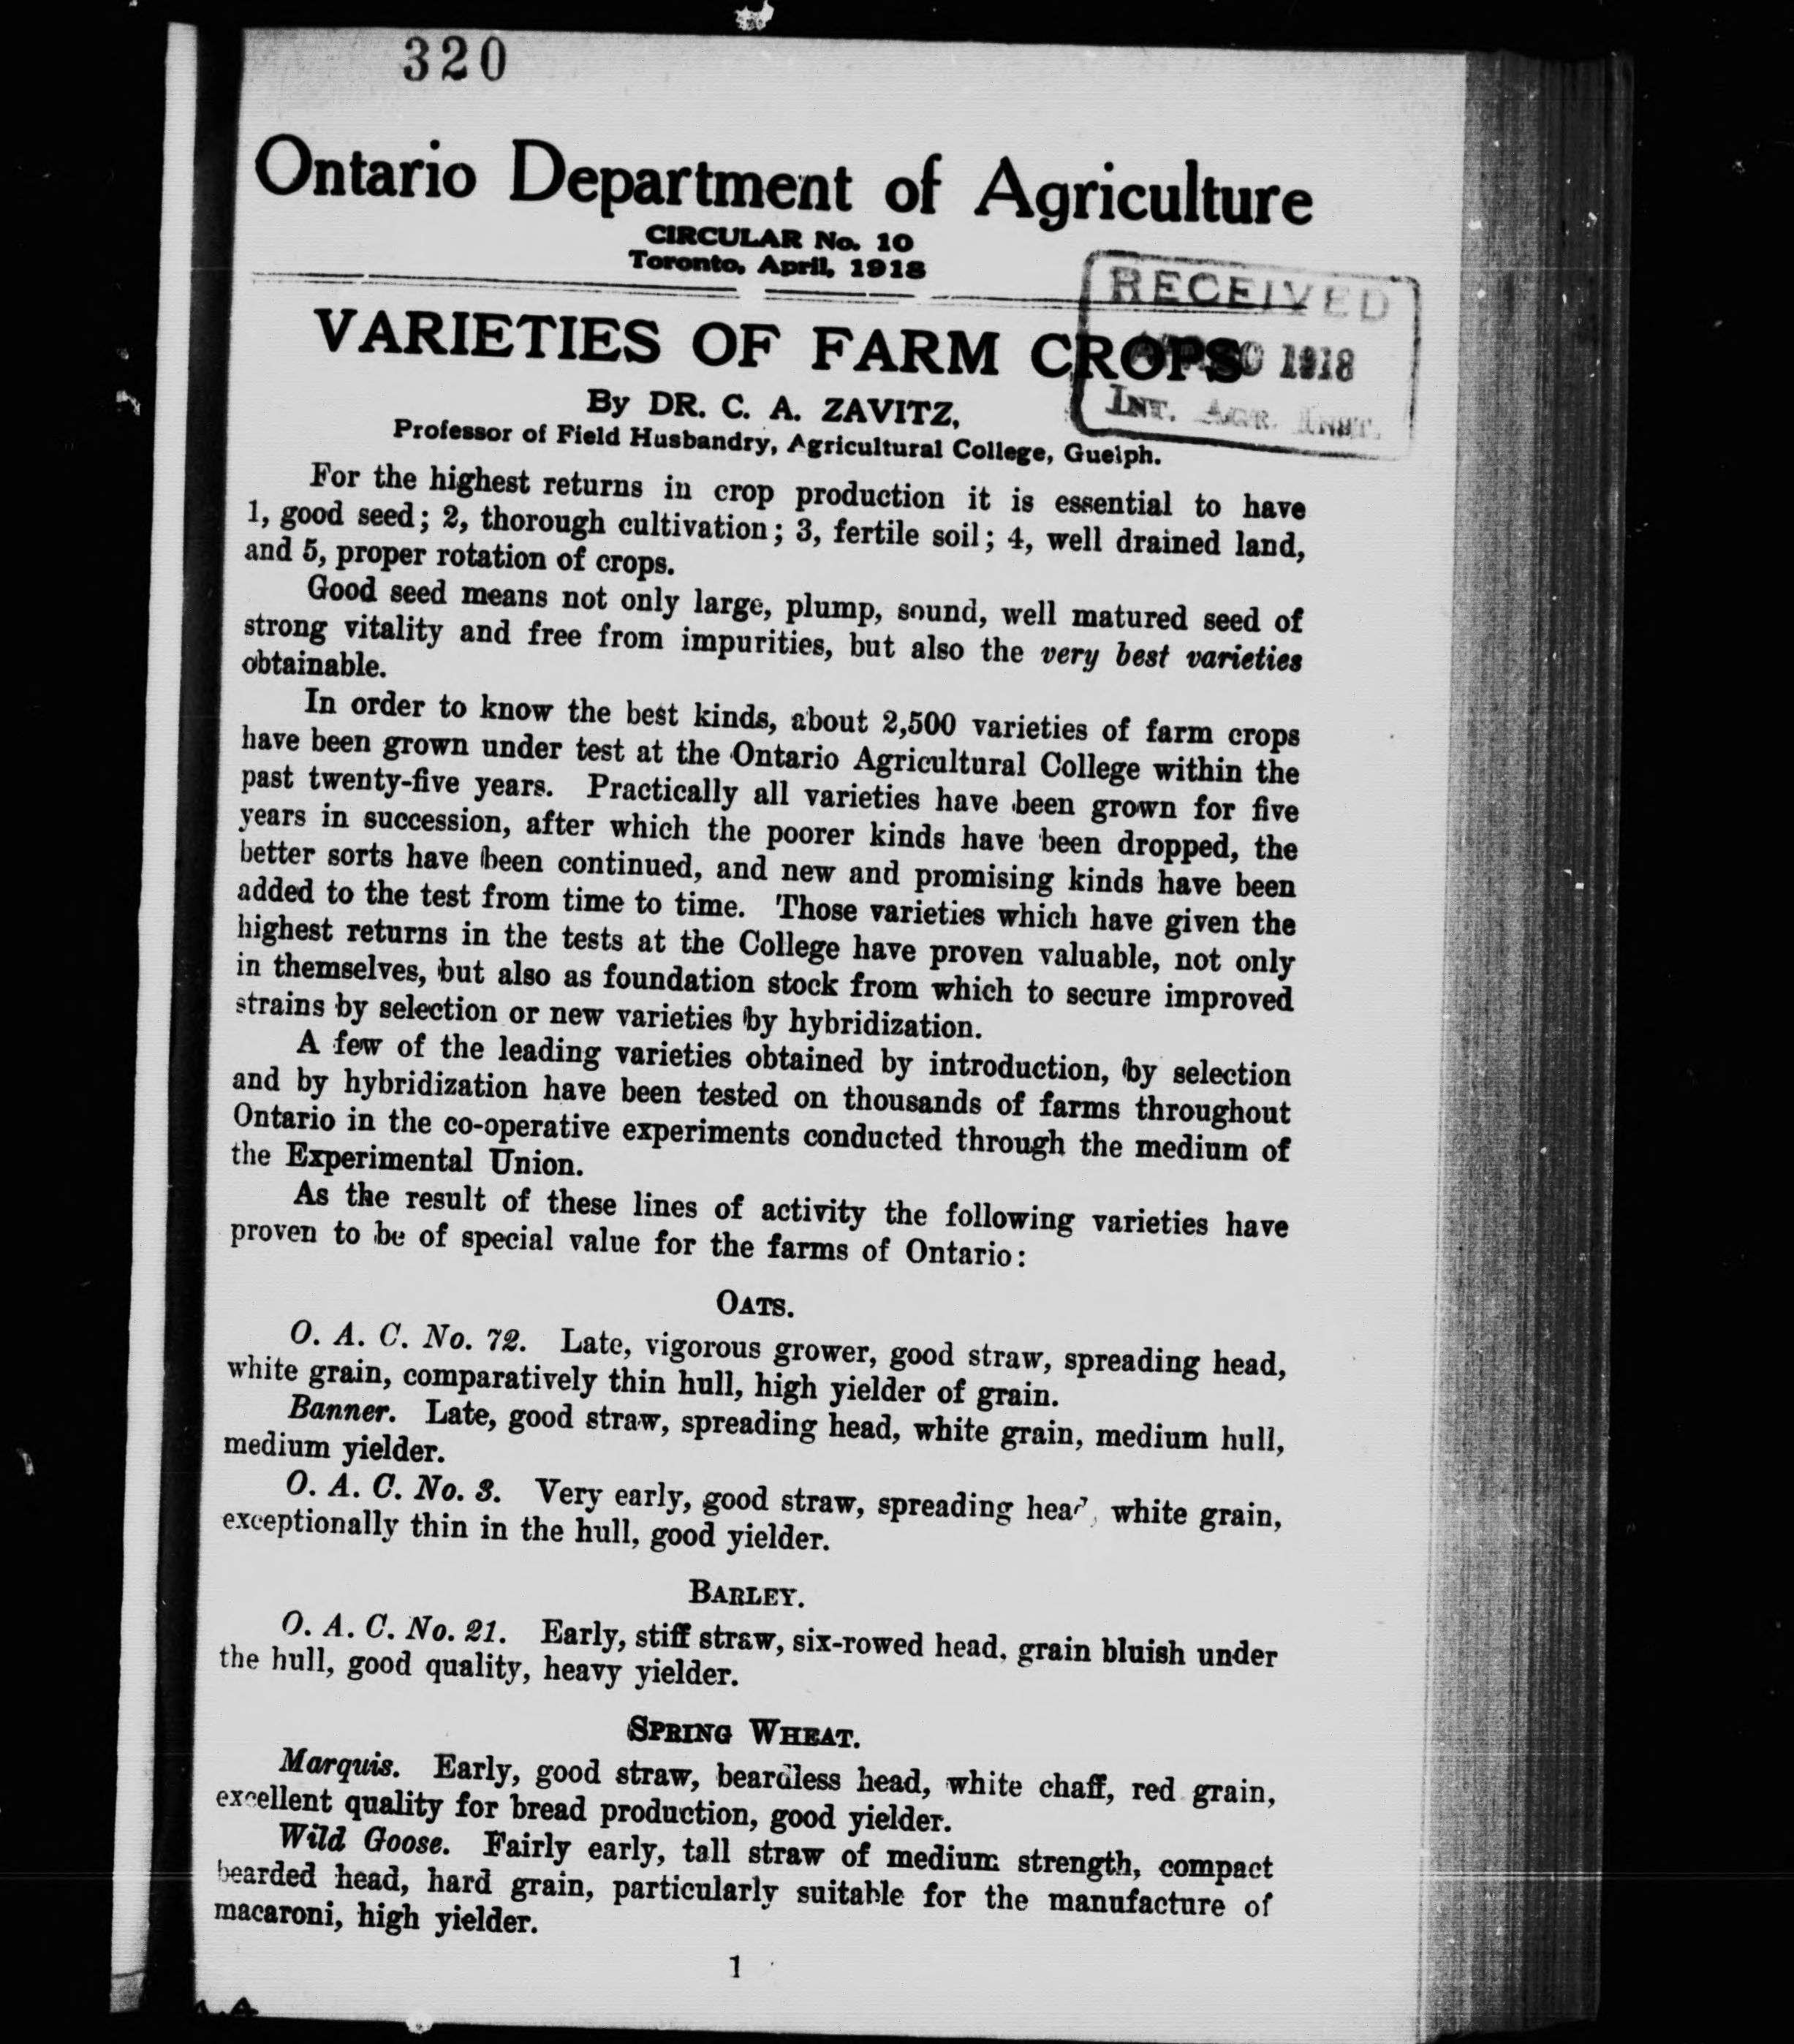 320
Ontario Department of Agriculture
CIRCULAR No. 10
Toronto, April, 1918
RECEIVED
1918
INT. AGR. INST.
VARIETIES OF FARM CROPS
By DR. C. A. ZAVITZ,
Professor of Field Husbandry, Agricultural College, Guelph.
For the highest returns in crop production it is essential to have
1, good seed; 2, thorough cultivation; 3, fertile soil; 4, well drained land,
and 5, proper rotation of crops.
Good seed means not only large, plump, sound, well matured seed of
strong vitality and free from impurities, but also the very best varieties
obtainable.
In order to know the best kinds, about 2,500 varieties of farm crops
have been grown under test at the Ontario Agricultural College within the
past twenty-five years. Practically all varieties have been grown for five
years in succession, after which the poorer kinds have been dropped, the
better sorts have been continued, and new and promising kinds have been
added to the test from time to time. Those varieties which have given the
highest returns in the tests at the College have proven valuable, not only
in themselves, but also as foundation stock from which to secure improved
strains by selection or new varieties by hybridization.
A few of the leading varieties obtained by introduction, by selection
and by hybridization have been tested on thousands of farms throughout
Ontario in the co-operative experiments conducted through the medium of
the Experimental Union.
As the result of these lines of activity the following varieties have
proven to be of special value for the farms of Ontario:
OATS.
O. A. C. No. 72. Late, vigorous grower, good straw, spreading head,
white grain, comparatively thin hull, high yielder of grain.
Banner. Late, good straw, spreading head, white grain, medium hull,
medium yielder.
O. A. C. No. 3. Very early, good straw, spreading head, white grain,
exceptionally thin in the hull, good yielder.
BARLEY.
O. A. C. No. 21. Early, stiff straw, six-rowed head, grain bluish under
the hull, good quality, heavy yielder.
SPRING WHEAT.
Marquis. Early, good straw, beardless head, white chaff, red grain,
excellent quality for bread production, good yielder.
Wild Goose. Fairly early, tall straw of medium strength, compact
bearded head, hard grain, particularly suitable for the manufacture of
macaroni, high yielder.
1